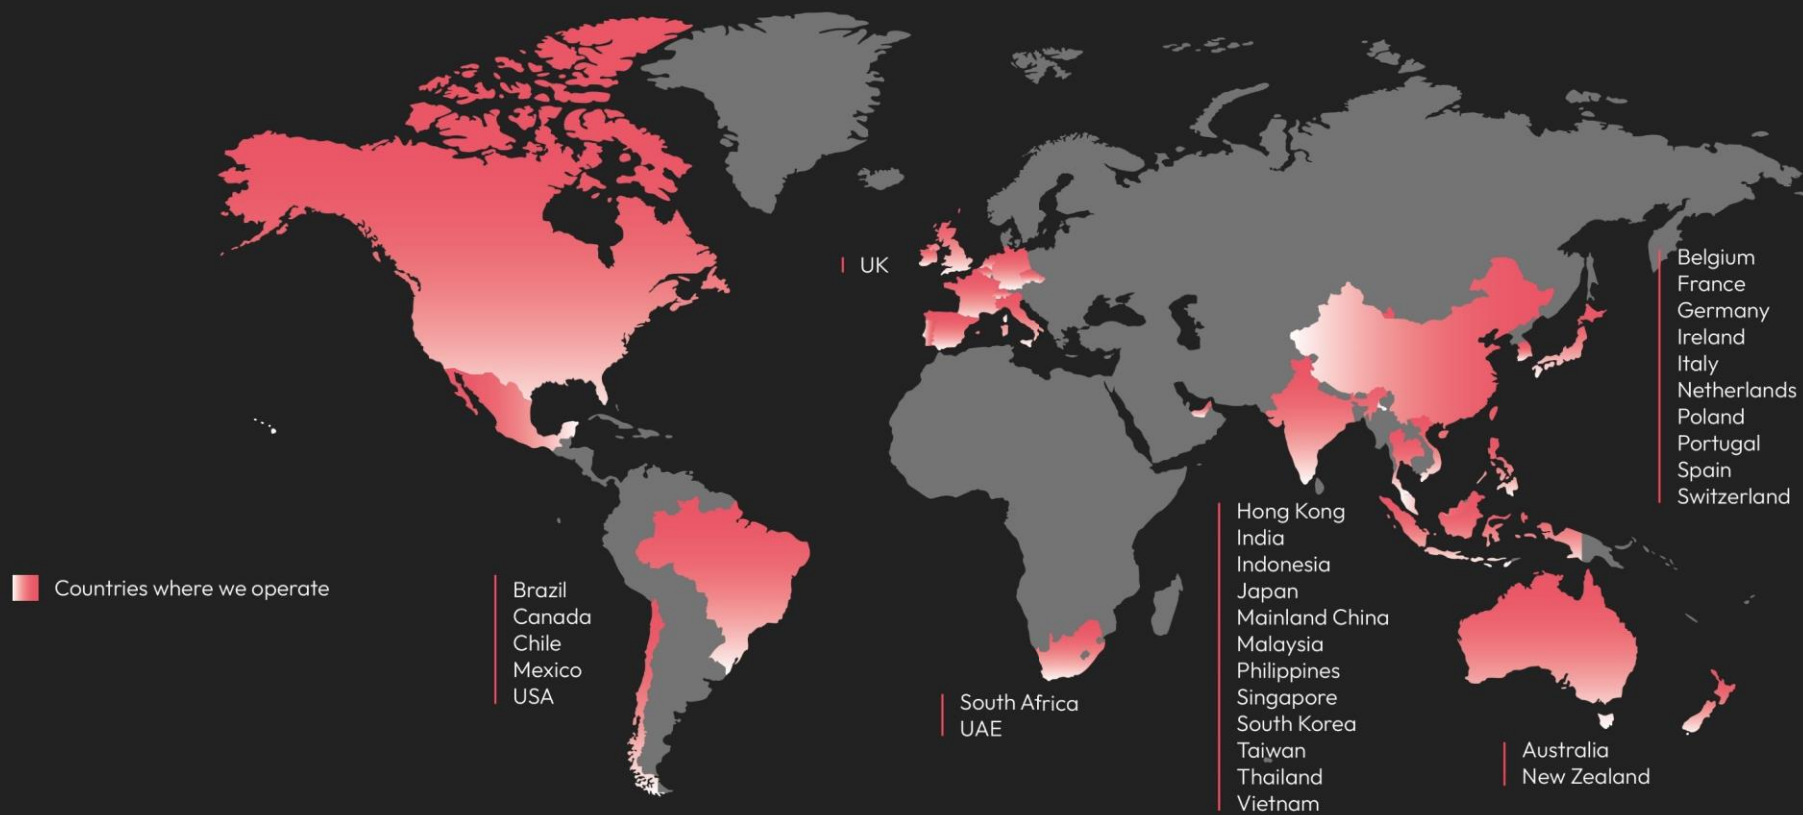 UK
Belgium
France
Germany
Ireland
Italy
Netherlands
Poland
Portugal
Spain
Switzerland
Hong Kong
India
Indonesia
Japan
Mainland China
Malaysia
Philippines
Singapore
South Korea
Taiwan
Thailand
Vietnam
Countries where we operate
Brazil
Canada
Chile
Mexico
USA
South Africa
UAE
Australia
New Zealand